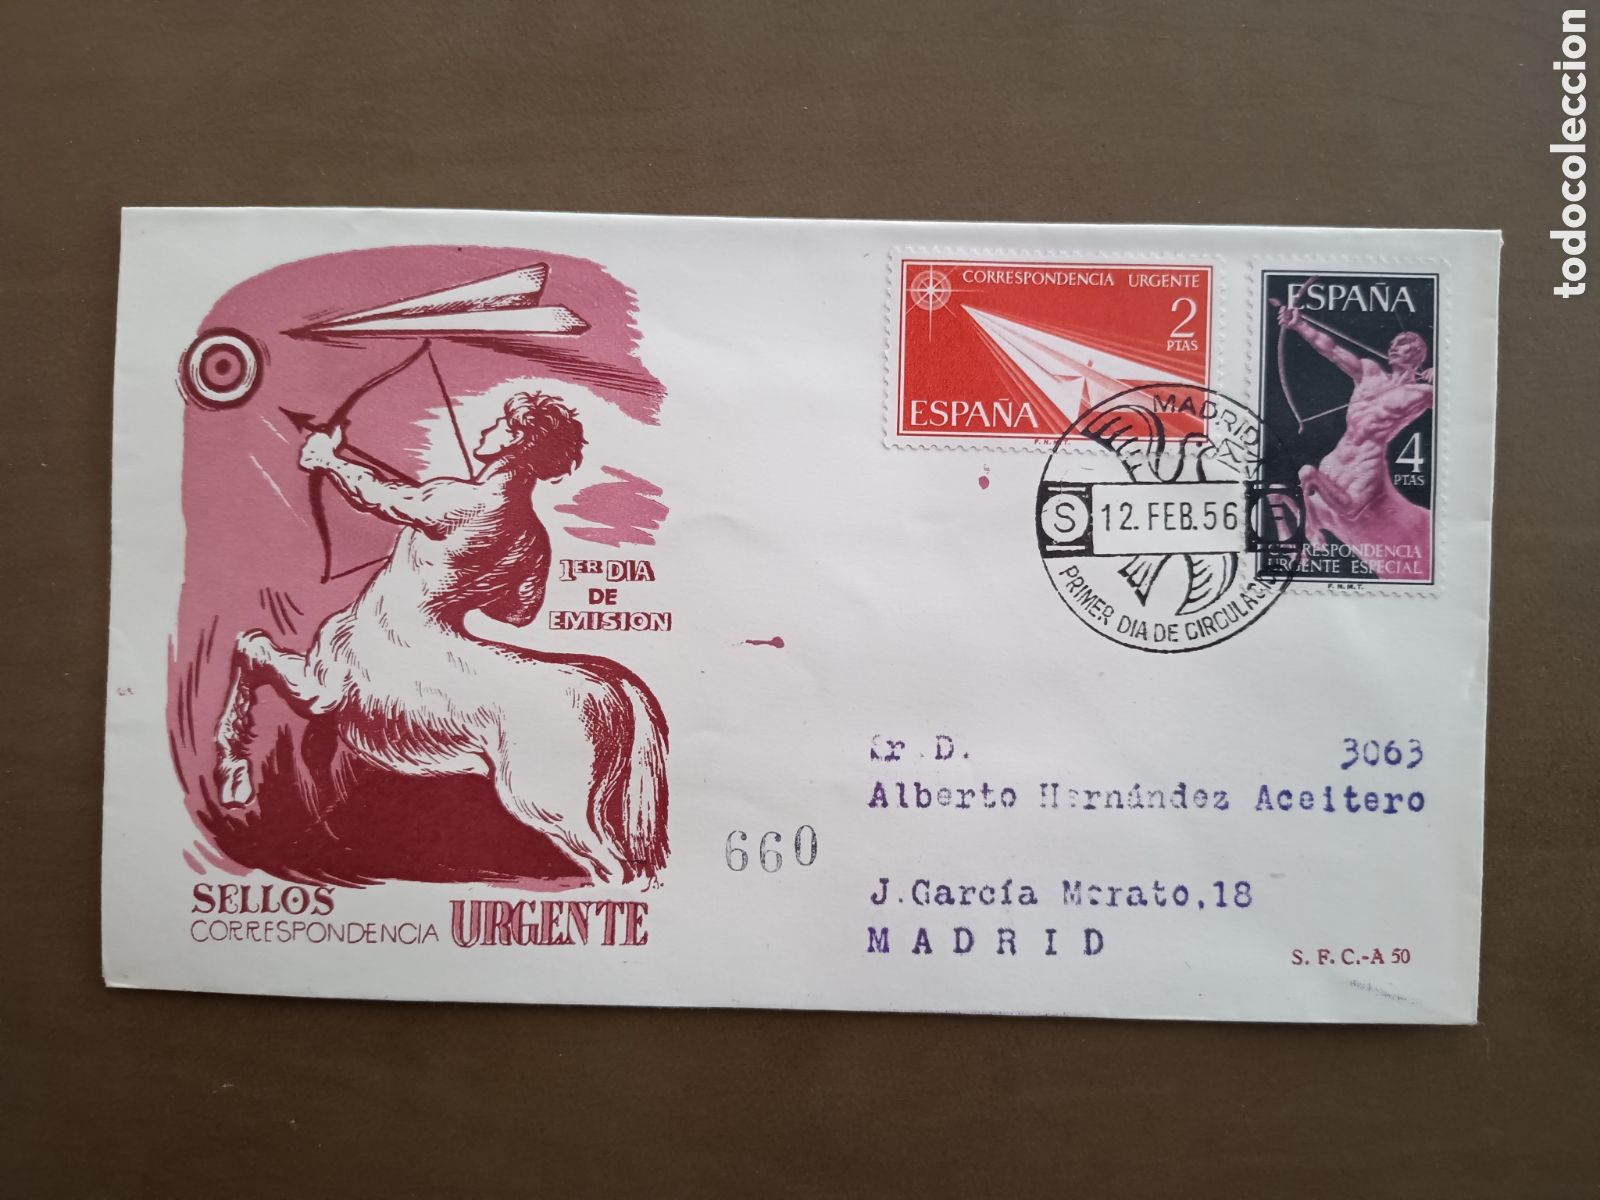 CORRESPONDENCIA URGENTE
2
PTAS
ESPAÑA
F.N.M.T.
ESPAÑA
4
PTAS
CORRESPONDENCIA
URGENTE ESPECIAL
F.N.M.T.
MADRID
S 12. FEB. 56 F
PRIMER DIA DE CIRCULACION
1ER DIA
DE
EMISION
SELLOS
CORRESPONDENCIA URGENTE
660
Sr. D. 3063
Alberto Hernández Aceitero
J.García Morato,18
MADRID
S. F. C.-A 50
todocoleccion